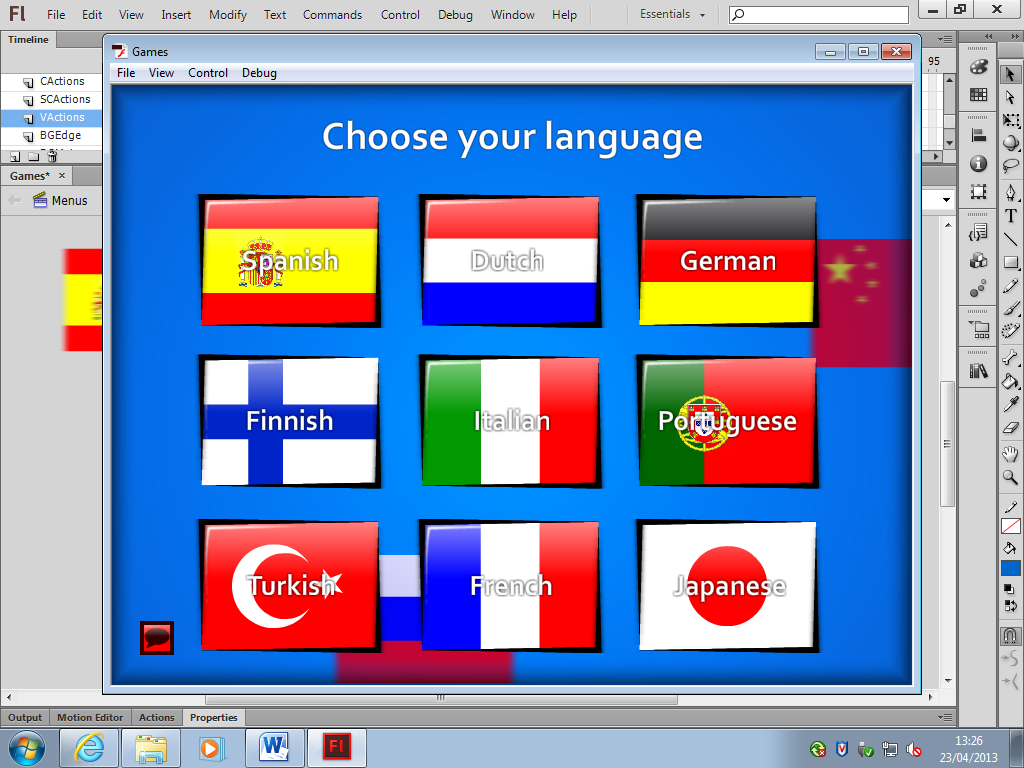 Fl File Edit View Insert Modify Text Commands Control Debug Window Help Essentials
Timeline
Games
95
File View Control Debug
CActions
SCActions
VActions
BGEdge
Games*
Menus
Choose your language
Spanish Dutch German
Finnish Italian Portuguese
Turkish French Japanese
Output Motion Editor Actions Properties
Fl
13:26
23/04/2013